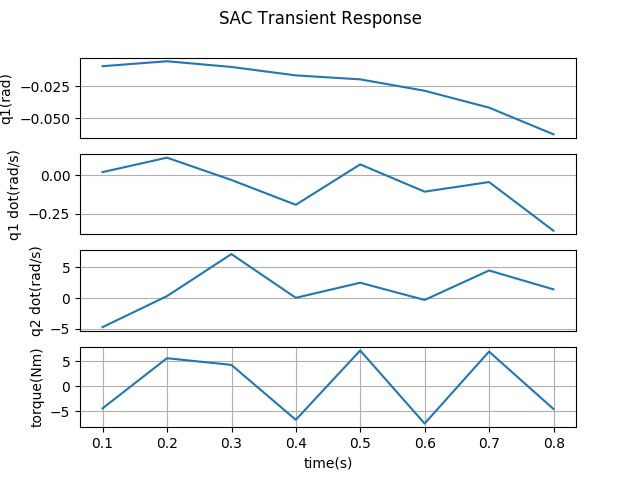 SAC Transient Response
q1(rad)
−0.025
−0.050
q1 dot(rad/s)
0.00
−0.25
q2 dot(rad/s)
5
0
−5
torque(Nm)
5
0
−5
0.1 0.2 0.3 0.4 0.5 0.6 0.7 0.8
time(s)